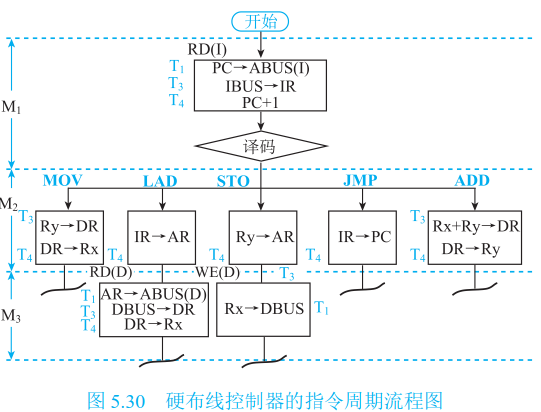 开始
RD(I)
T₁ PC→ABUS(I)
T₃ IBUS→IR
T₄ PC+1
M₁
译码
MOV LAD STO JMP ADD
M₂
T₃ Ry→DR
T₄ DR→Rx
T₄ IR→AR
T₄ Ry→AR
T₄ IR→PC
T₃ Rx+Ry→DR
T₄ DR→Ry
RD(D) WE(D) T₃
M₃
T₁ AR→ABUS(D)
T₃ DBUS→DR
T₄ DR→Rx
Rx→DBUS T₁
图 5.30 硬布线控制器的指令周期流程图